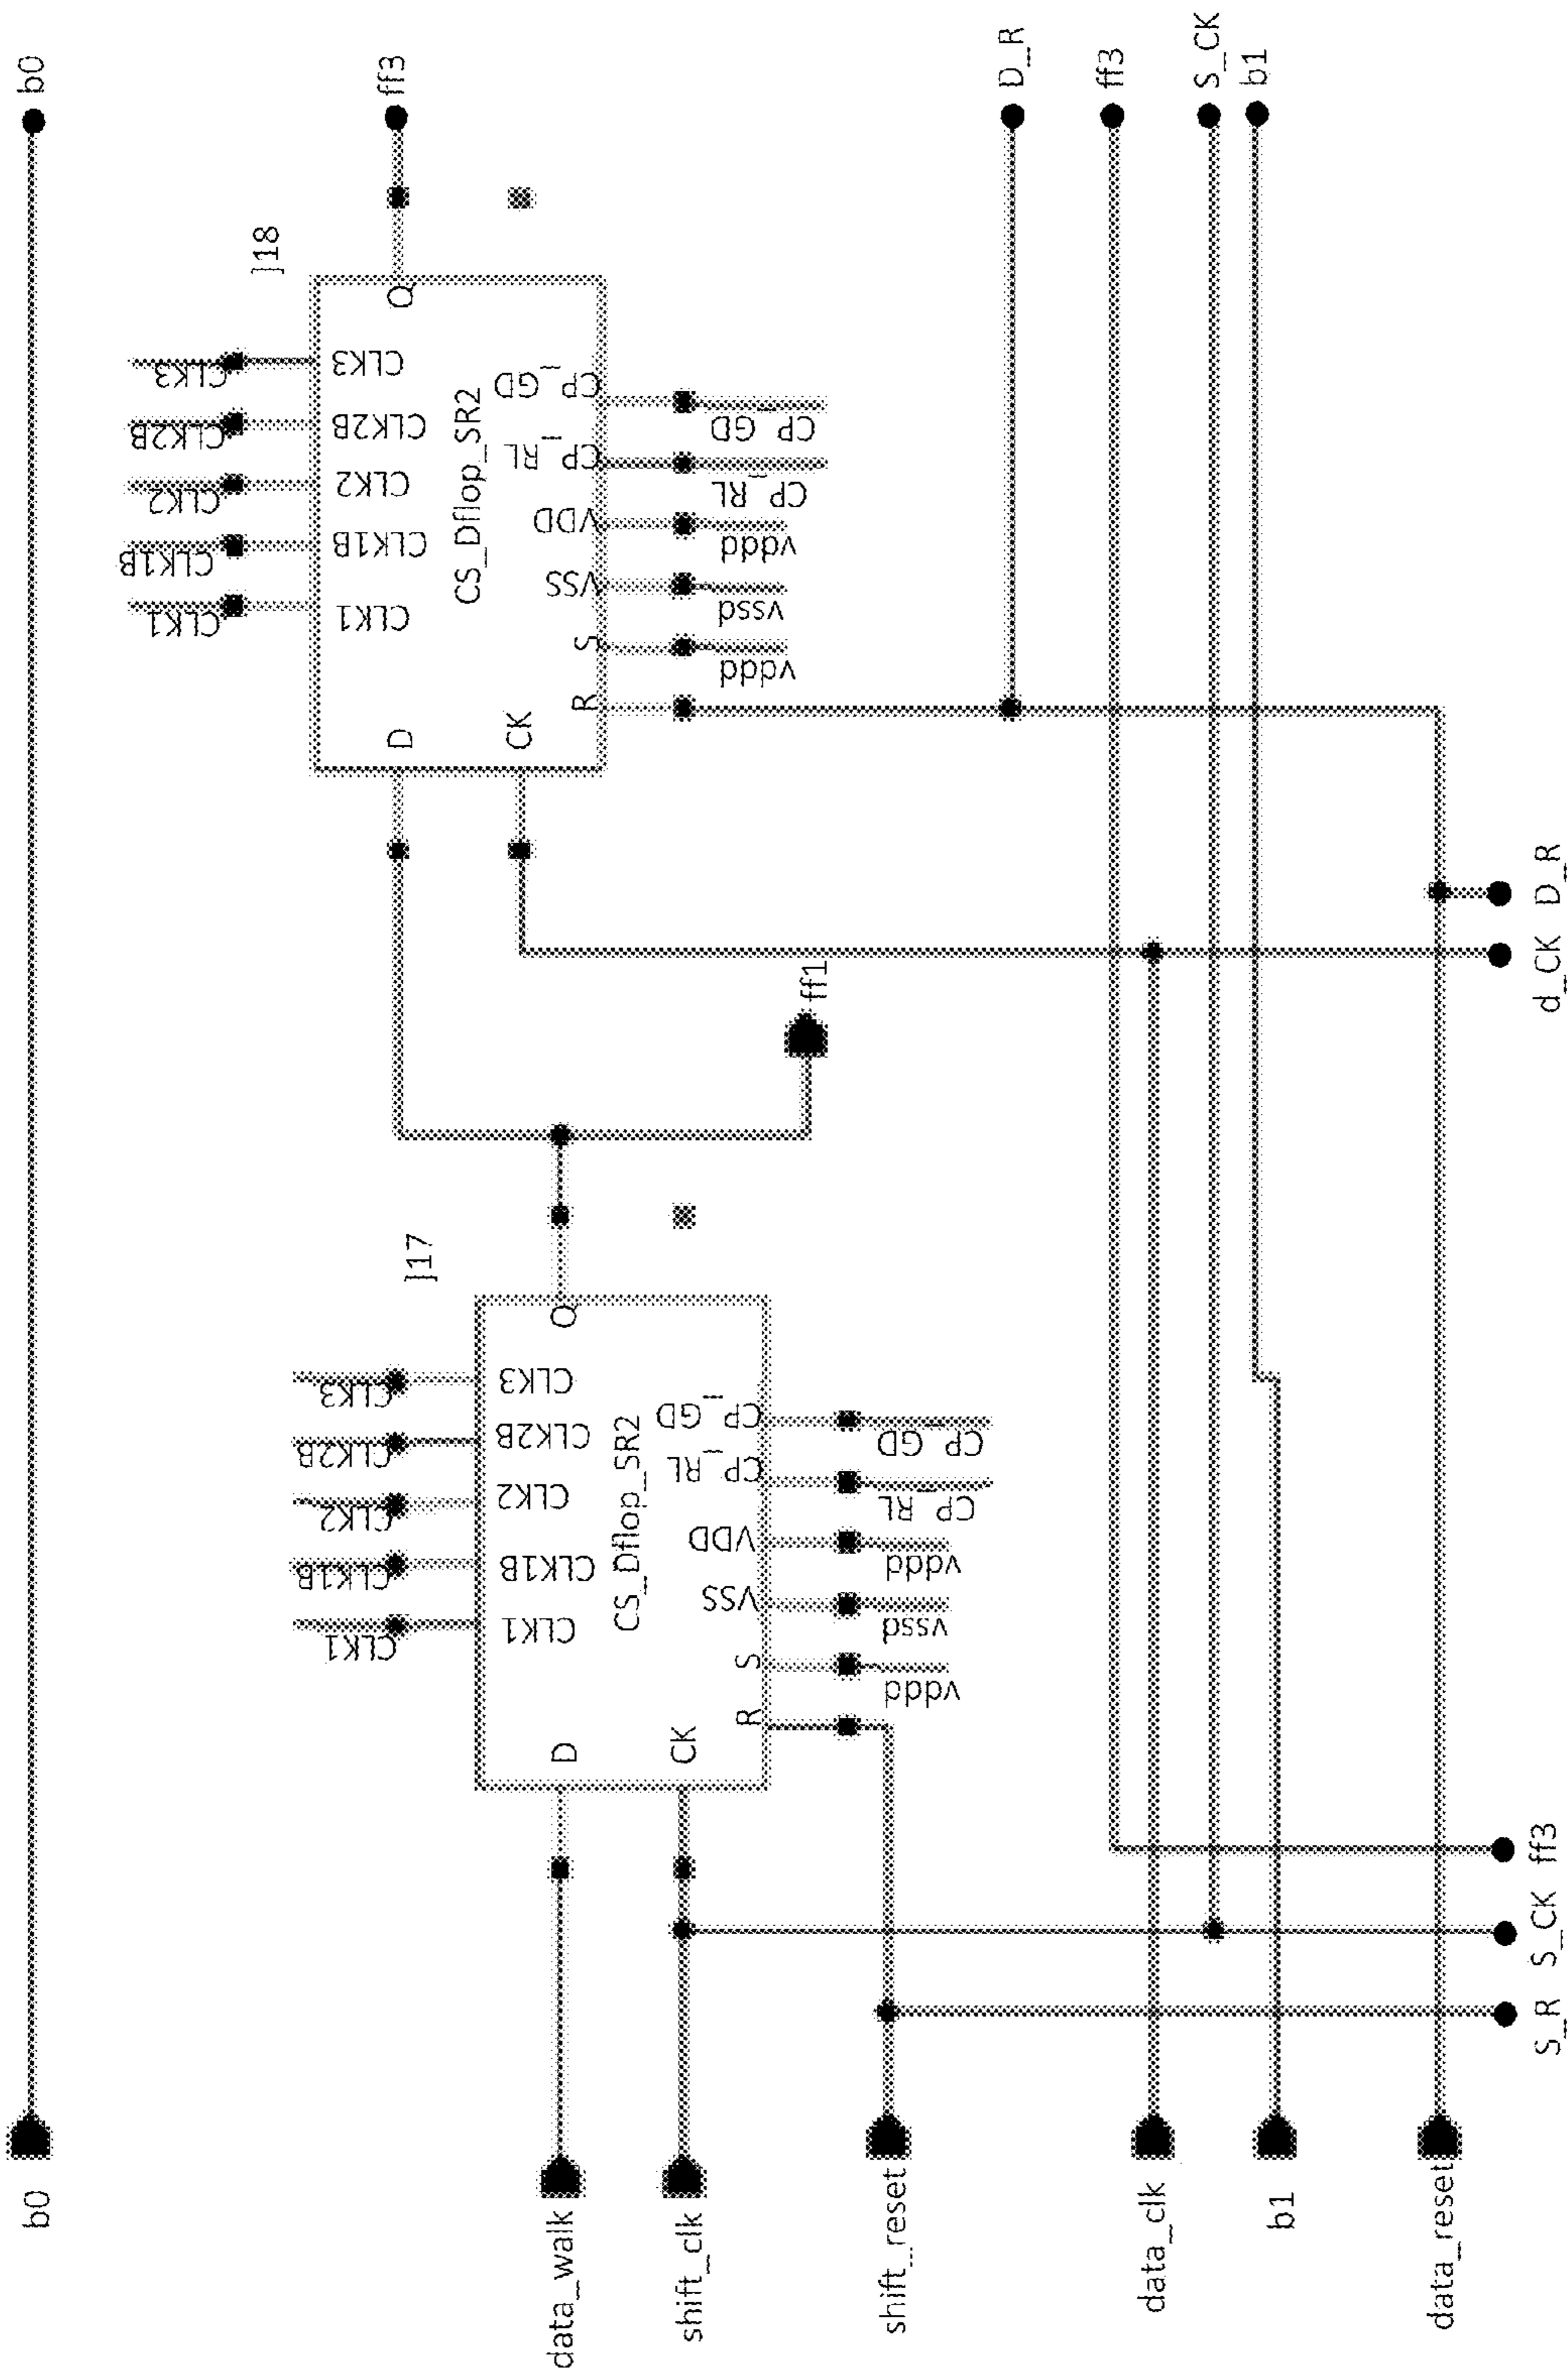 b0
b0
]18
ff3
CLK1
CLK1B
CLK2
CLK2B
CLK3
CLK1
CLK1B
CLK2
CLK2B
CLK3
D
Q
CS_Dflop_SR2
CK
R
S
VSS
VDD
CP_RL
CP_GD
vddd
vssd
vddd
CP_RL
CP_GD
]17
CLK1
CLK1B
CLK2
CLK2B
CLK3
CLK1
CLK1B
CLK2
CLK2B
CLK3
data_walk
D
Q
CS_Dflop_SR2
shift_clk
CK
R
S
VSS
VDD
CP_RL
CP_GD
vddd
vssd
vddd
CP_RL
CP_GD
ff1
shift_reset
D_R
ff3
data_clk
S_CK
b1
b1
data_reset
S_R
S_CK
ff3
d_CK
D_R